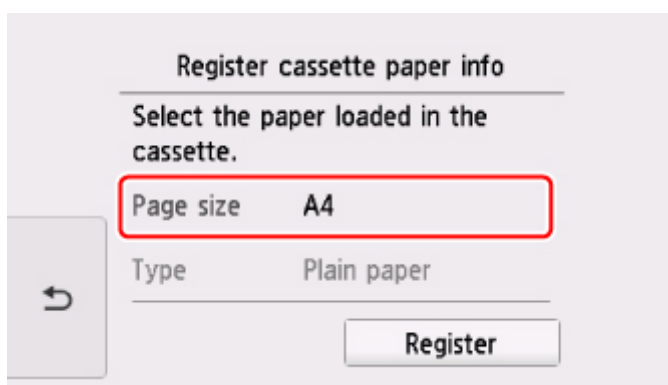 Register cassette paper info
Select the paper loaded in the
cassette.
Page size A4
Type Plain paper
Register